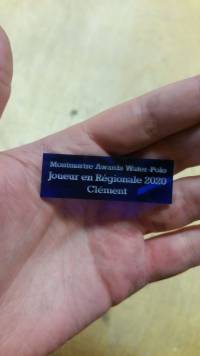 Montmartre Awards Water-Polo
Joueur en Régionale 2020
Clément